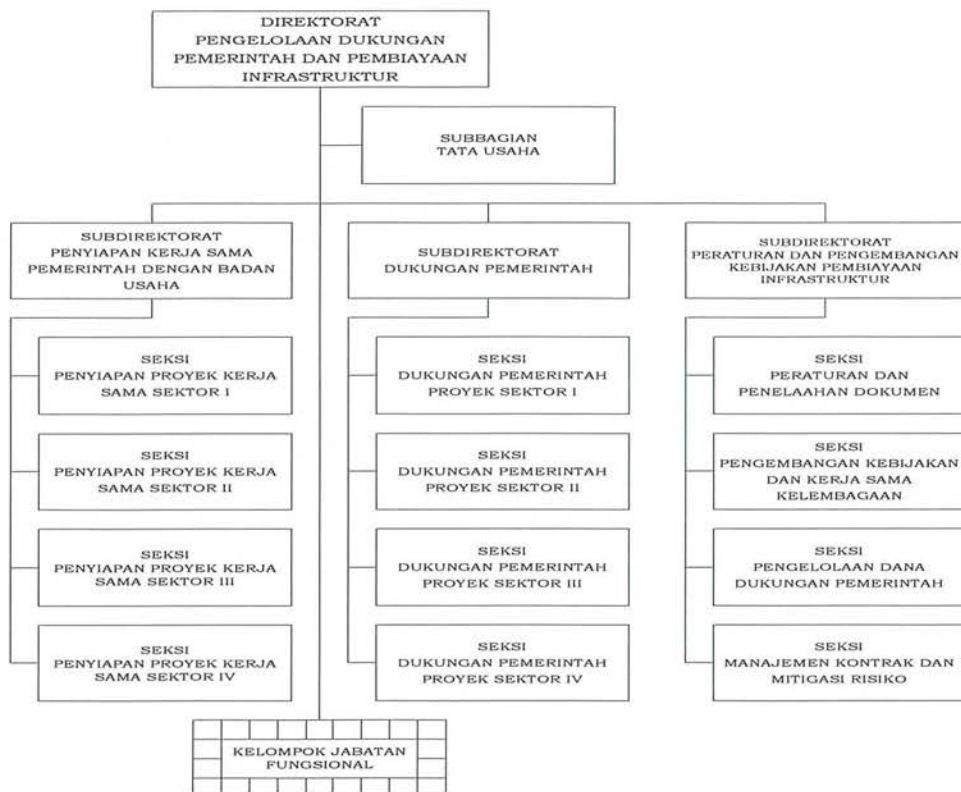 DIREKTORAT
PENGELOLAAN DUKUNGAN
PEMERINTAH DAN PEMBIAYAAN
INFRASTRUKTUR
SUBBAGIAN
TATA USAHA
SUBDIREKTORAT
PENYIAPAN KERJA SAMA
PEMERINTAH DENGAN BADAN
USAHA
SEKSI
PENYIAPAN PROYEK KERJA
SAMA SEKTOR I
SEKSI
PENYIAPAN PROYEK KERJA
SAMA SEKTOR II
SEKSI
PENYIAPAN PROYEK KERJA
SAMA SEKTOR III
SEKSI
PENYIAPAN PROYEK KERJA
SAMA SEKTOR IV
SUBDIREKTORAT
DUKUNGAN PEMERINTAH
SEKSI
DUKUNGAN PEMERINTAH
PROYEK SEKTOR I
SEKSI
DUKUNGAN PEMERINTAH
PROYEK SEKTOR II
SEKSI
DUKUNGAN PEMERINTAH
PROYEK SEKTOR III
SEKSI
DUKUNGAN PEMERINTAH
PROYEK SEKTOR IV
SUBDIREKTORAT
PERATURAN DAN PENGEMBANGAN
KEBIJAKAN PEMBIAYAAN
INFRASTRUKTUR
SEKSI
PERATURAN DAN
PENELAAHAN DOKUMEN
SEKSI
PENGEMBANGAN KEBIJAKAN
DAN KERJA SAMA
KELEMBAGAAN
SEKSI
PENGELOLAAN DANA
DUKUNGAN PEMERINTAH
SEKSI
MANAJEMEN KONTRAK DAN
MITIGASI RISIKO
KELOMPOK JABATAN
FUNGSIONAL